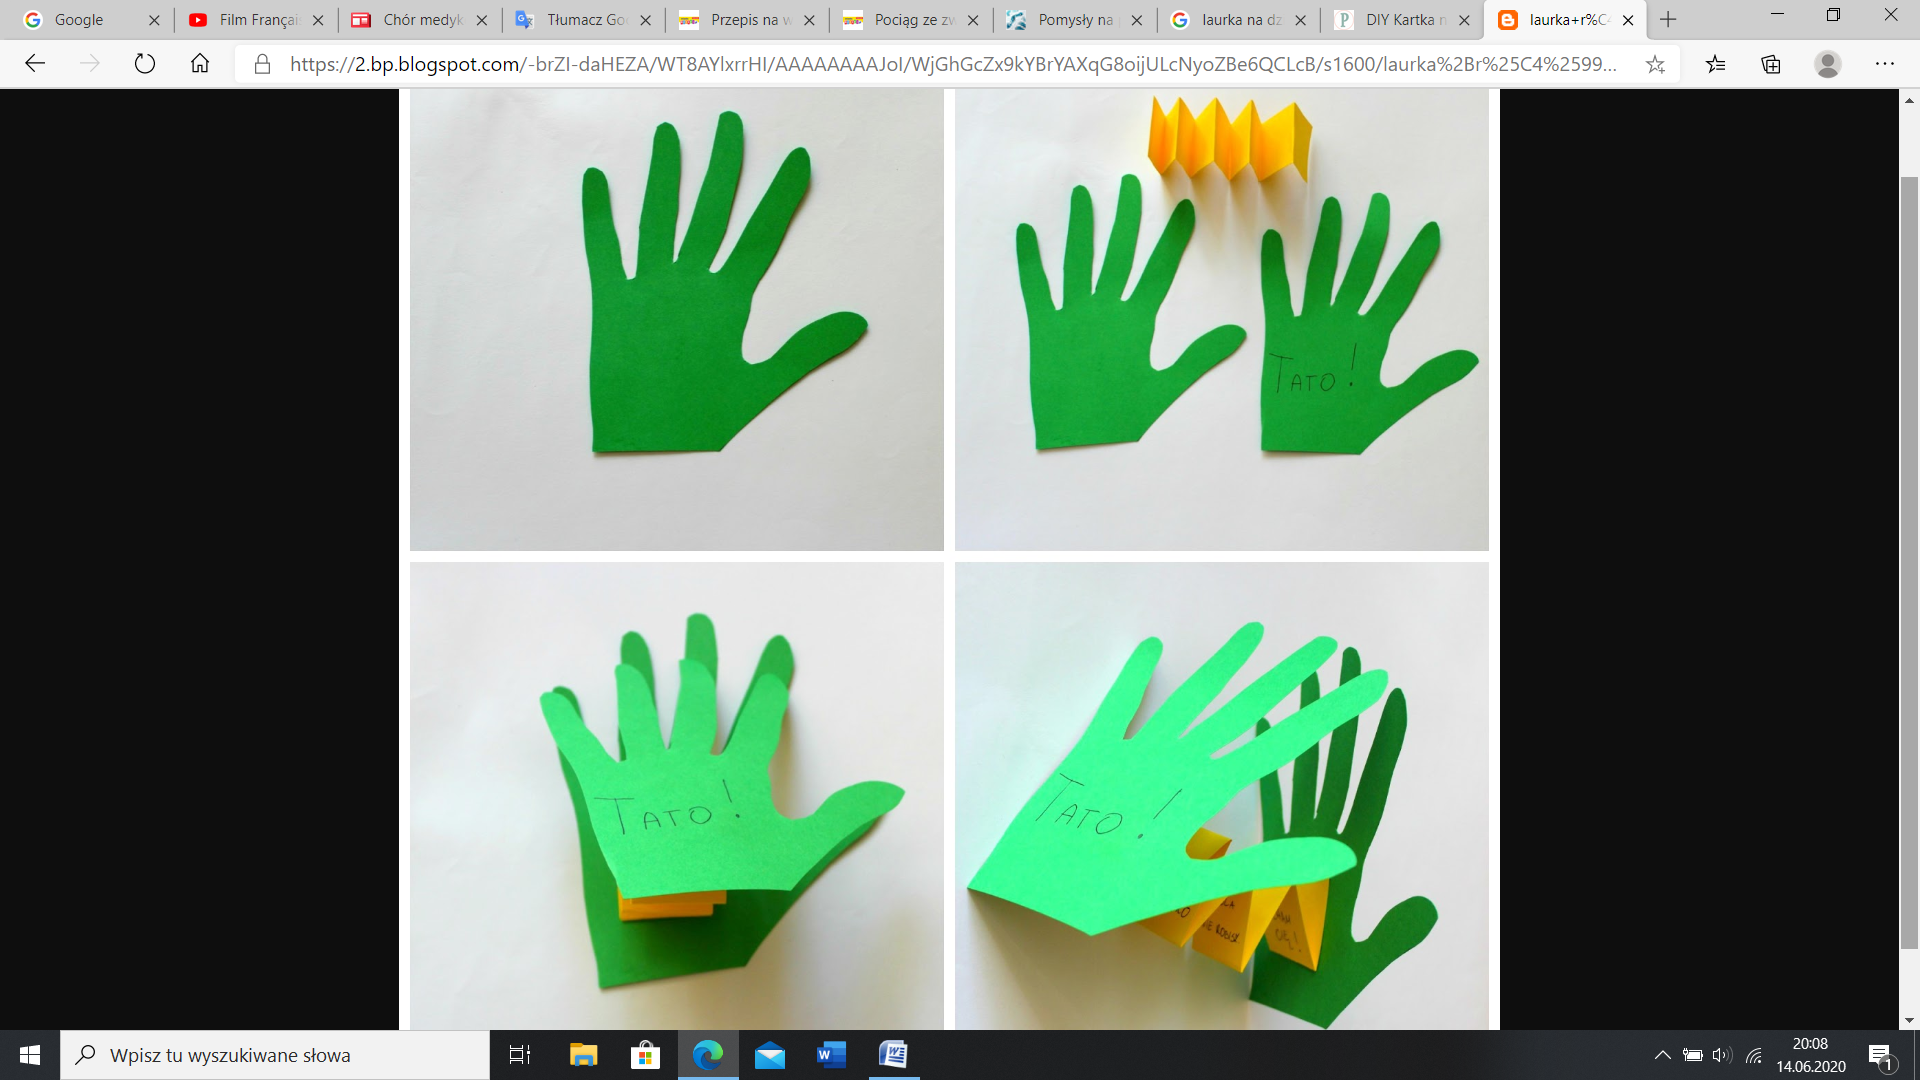 Google
Film Françai
Chór medyk
Tłumacz Go
Przepis na w
Pociąg ze zw
Pomysły na
laurka na dz
DIY Kartka n
laurka+r%C4
https://2.bp.blogspot.com/-brZI-daHEZA/WT8AYlxrrHI/AAAAAAAAJoI/WjGhGcZx9kYBrYAXqG8oijULcNyoZBe6QCLcB/s1600/laurka%2Br%25C4%2599...
TATO!
TATO!
TATO!
Wpisz tu wyszukiwane słowa
20:08
14.06.2020
1